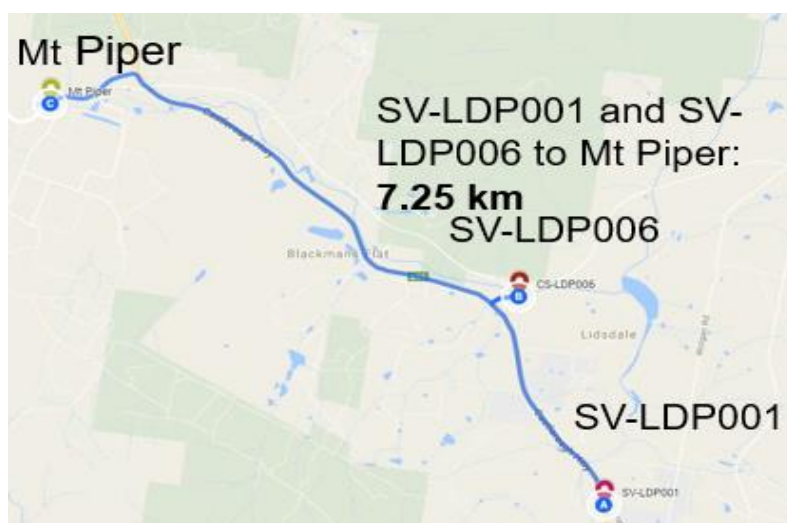 Mt Piper
C
Mt Piper
SV-LDP001 and SV-
LDP006 to Mt Piper:
7.25 km
SV-LDP006
Blackmans Flat
B
CS-LDP006
Lidsdale
SV-LDP001
A
SV-LDP001